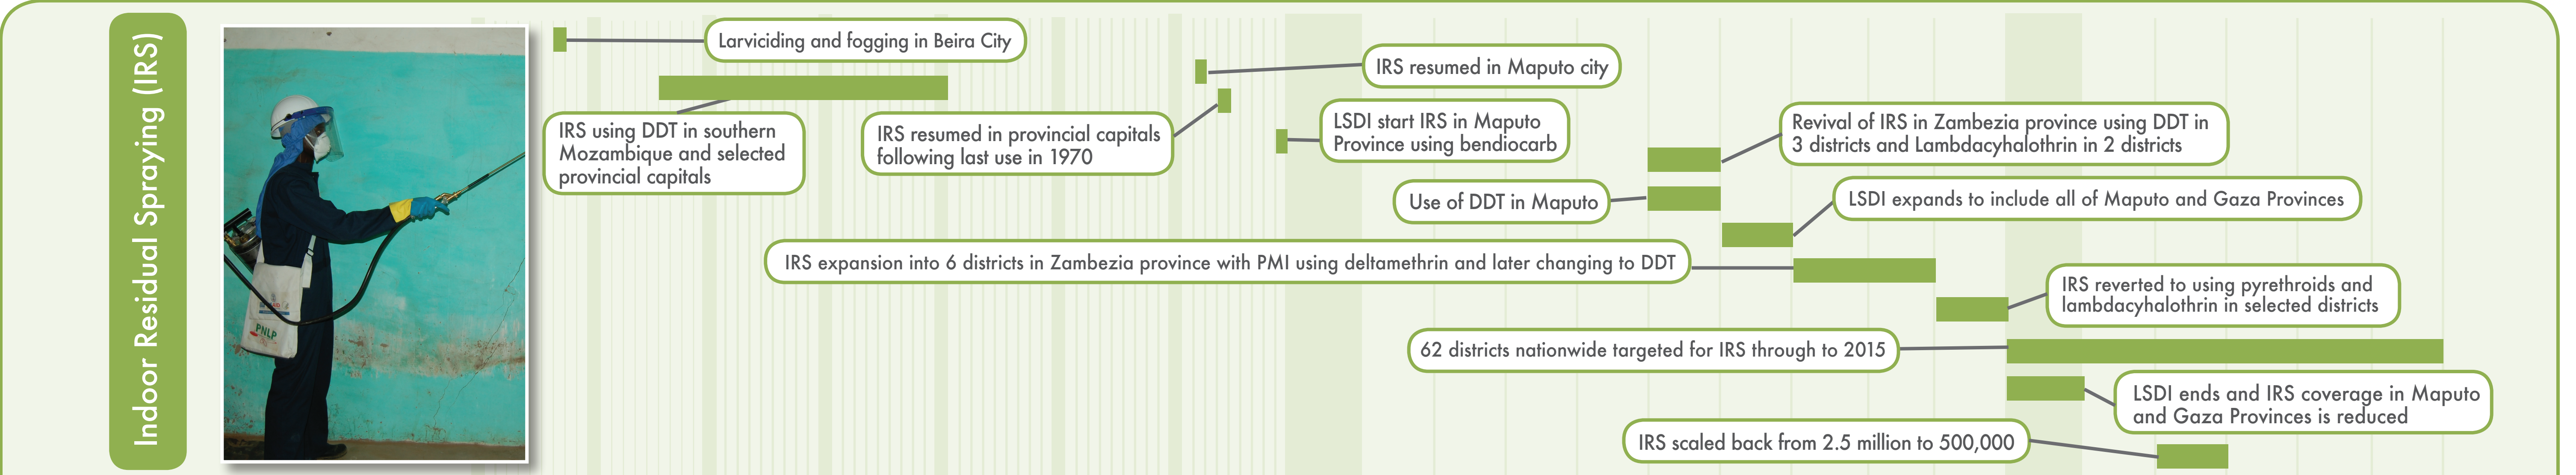 Indoor Residual Spraying (IRS)
PNLP
Larviciding and fogging in Beira City
IRS using DDT in southern
Mozambique and selected
provincial capitals
IRS resumed in Maputo city
IRS resumed in provincial capitals
following last use in 1970
LSDI start IRS in Maputo
Province using bendiocarb
Revival of IRS in Zambezia province using DDT in
3 districts and Lambdacyhalothrin in 2 districts
Use of DDT in Maputo
LSDI expands to include all of Maputo and Gaza Provinces
IRS expansion into 6 districts in Zambezia province with PMI using deltamethrin and later changing to DDT
IRS reverted to using pyrethroids and
lambdacyhalothrin in selected districts
62 districts nationwide targeted for IRS through to 2015
LSDI ends and IRS coverage in Maputo
and Gaza Provinces is reduced
IRS scaled back from 2.5 million to 500,000